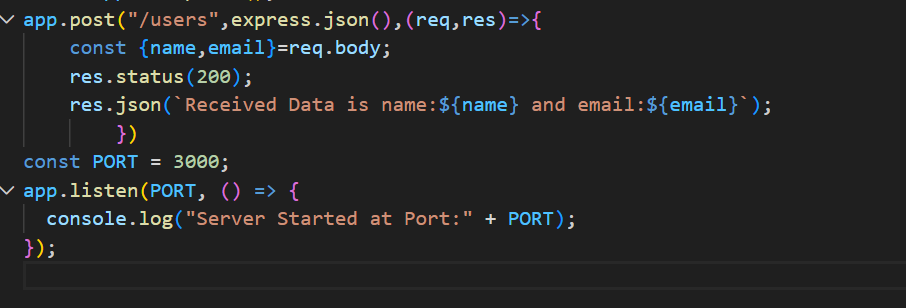 app.post("/users",express.json(),(req,res)=>{
const {name,email}=req.body;
res.status(200);
res.json(`Received Data is name:${name} and email:${email}`);
})
const PORT = 3000;
app.listen(PORT, () => {
console.log("Server Started at Port:" + PORT);
});